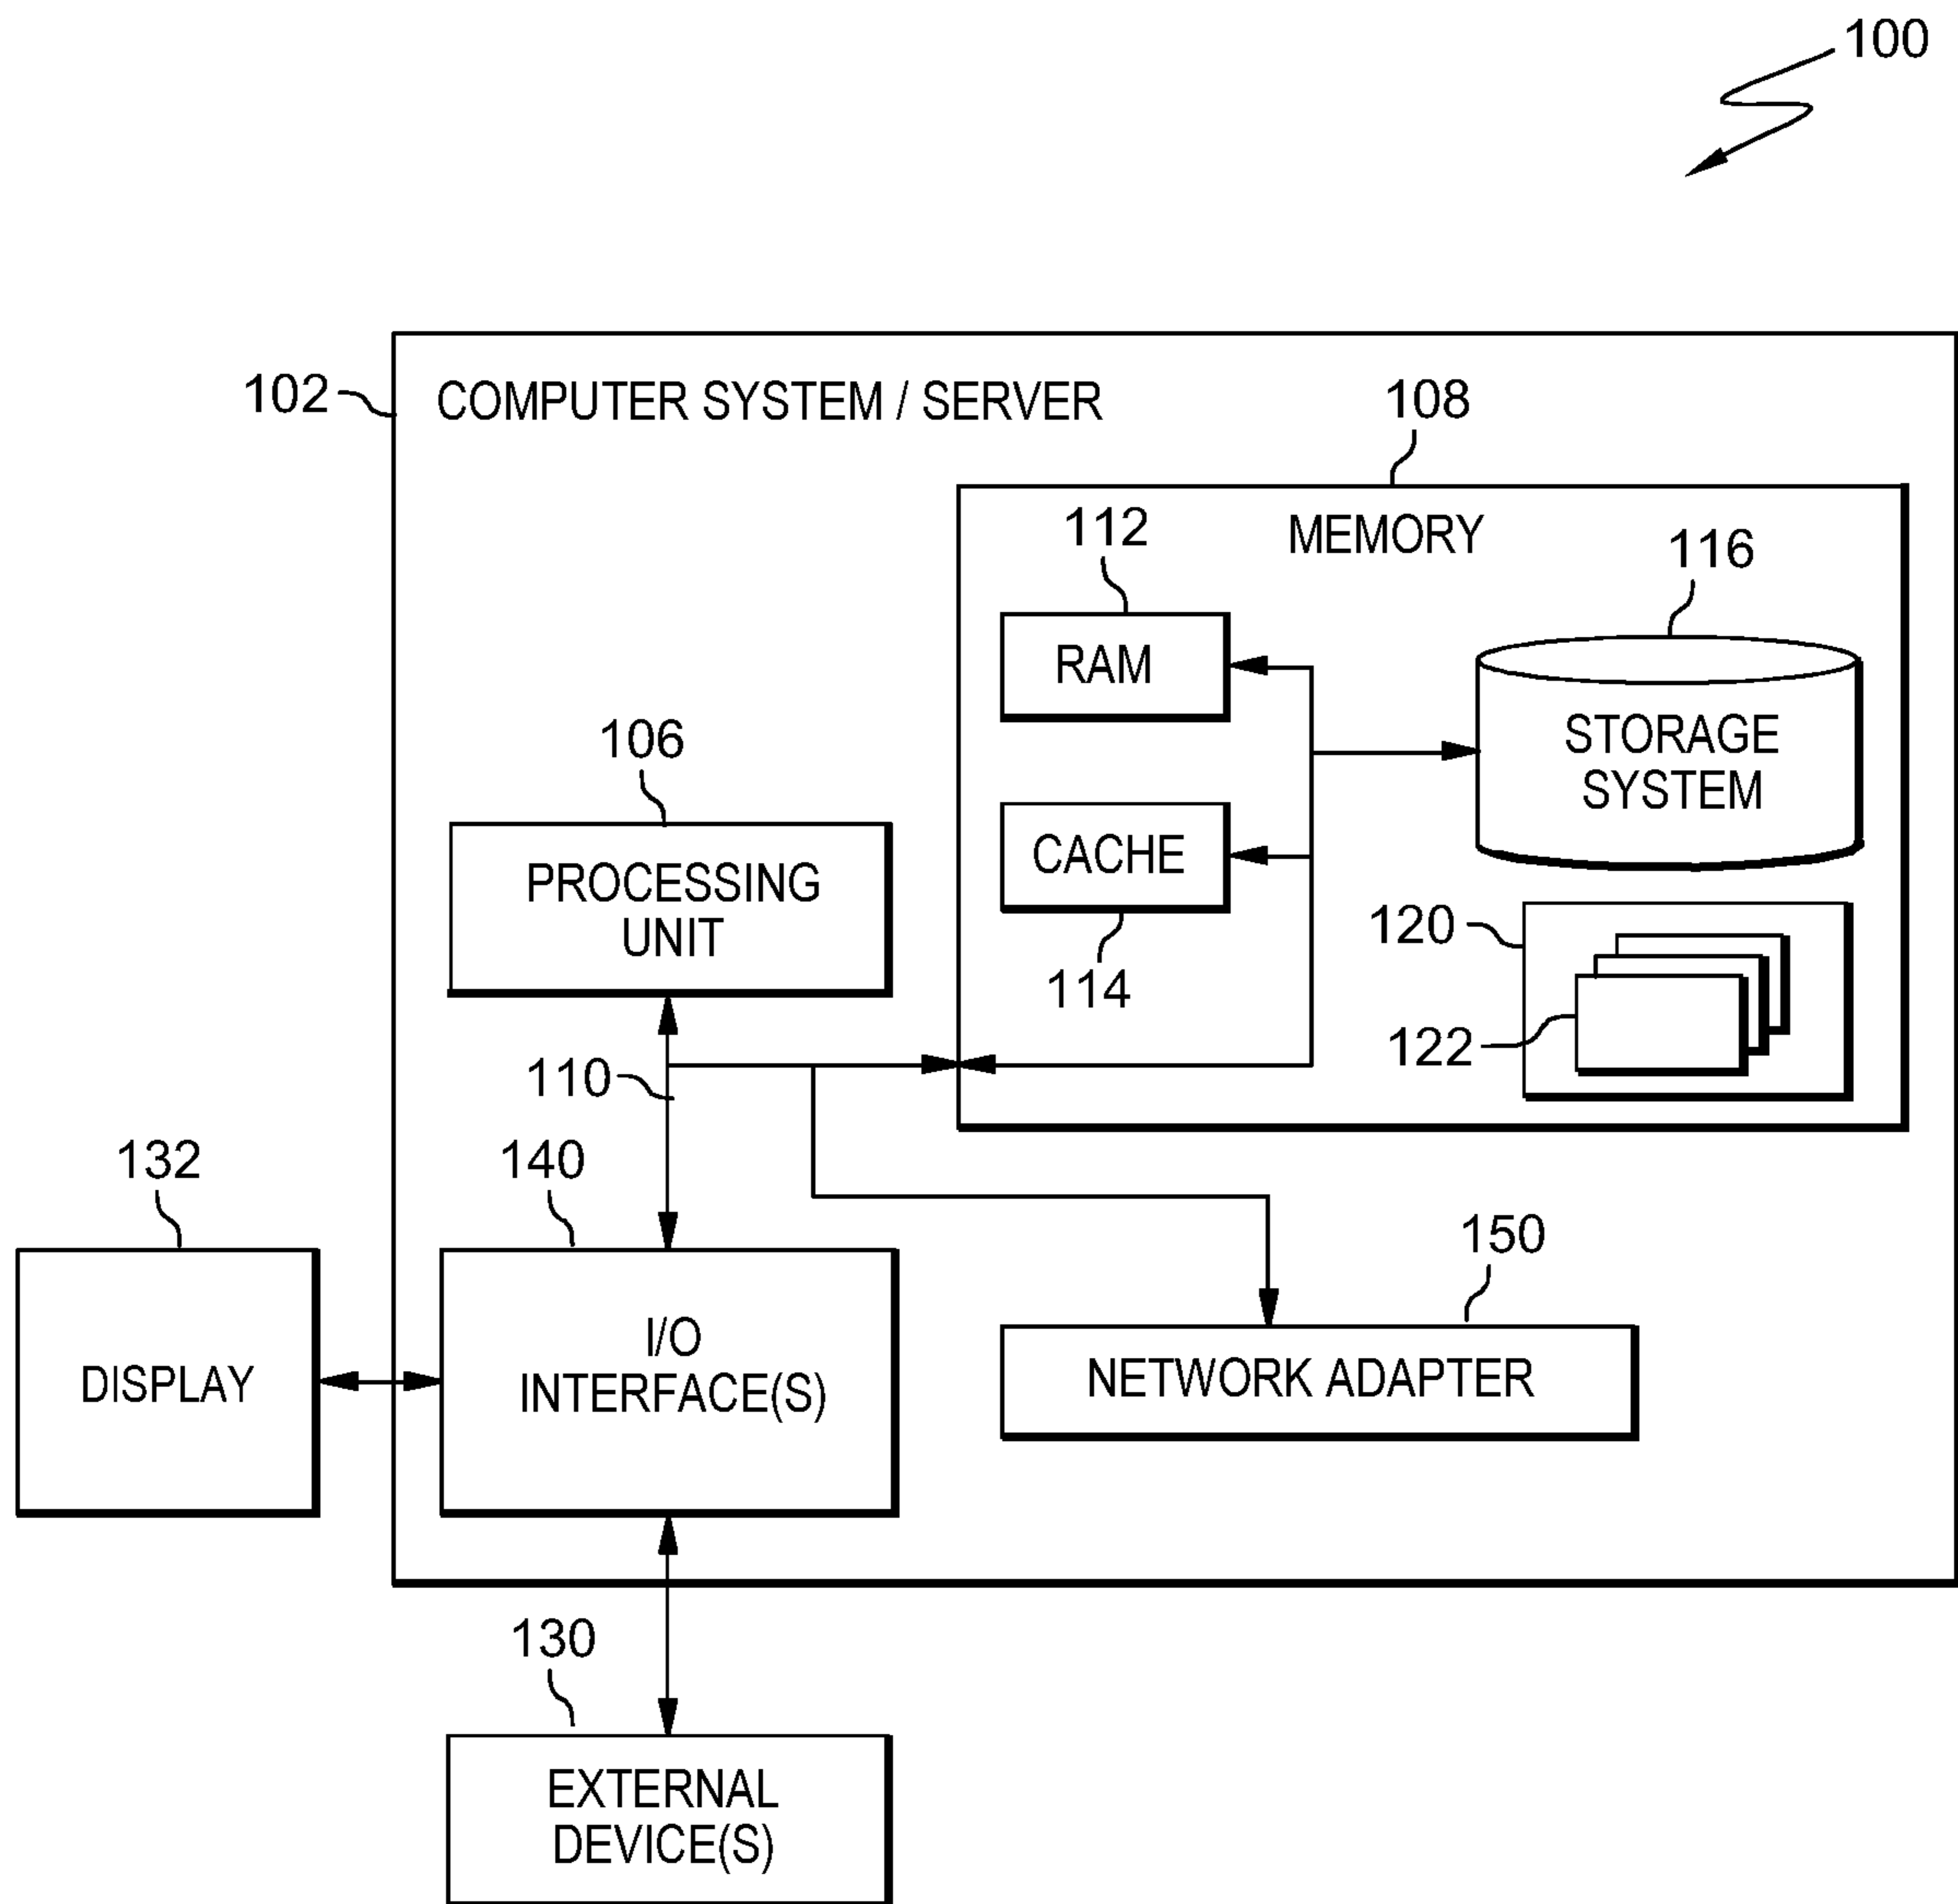 100
102
COMPUTER SYSTEM / SERVER
108
MEMORY
112
116
RAM
STORAGE
SYSTEM
106
CACHE
PROCESSING
UNIT
114
120
122
110
132
140
150
DISPLAY
I/O
INTERFACE(S)
NETWORK ADAPTER
130
EXTERNAL
DEVICE(S)